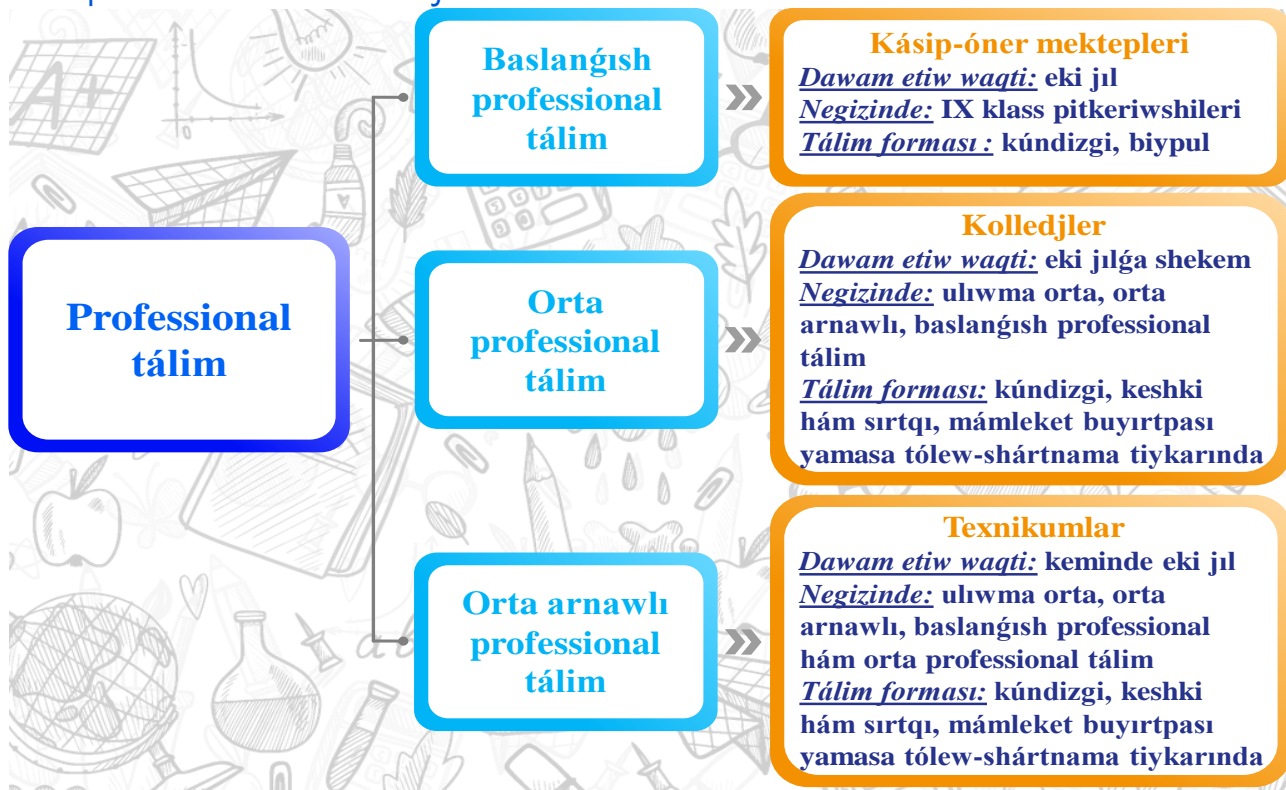 Professional
tálim
Baslanǵısh
professional
tálim
Kásip-óner mektepleri
Dawam etiw waqti: eki jıl
Negizinde: IX klass pitkeriwshileri
Tálim forması : kúndizgi, biypul
Orta
professional
tálim
Kolledjler
Dawam etiw waqti: eki jılǵa shekem
Negizinde: ulıwma orta, orta
arnawlı, baslanǵısh professional
tálim
Tálim forması: kúndizgi, keshki
hám sırtqı, mámleket buyırtpası
yamasa tólew-shártnama tiykarında
Orta arnawlı
professional
tálim
Texnikumlar
Dawam etiw waqti: keminde eki jıl
Negizinde: ulıwma orta, orta
arnawlı, baslanǵısh professional
hám orta professional tálim
Tálim forması: kúndizgi, keshki
hám sırtqı, mámleket buyırtpası
yamasa tólew-shártnama tiykarında
A+